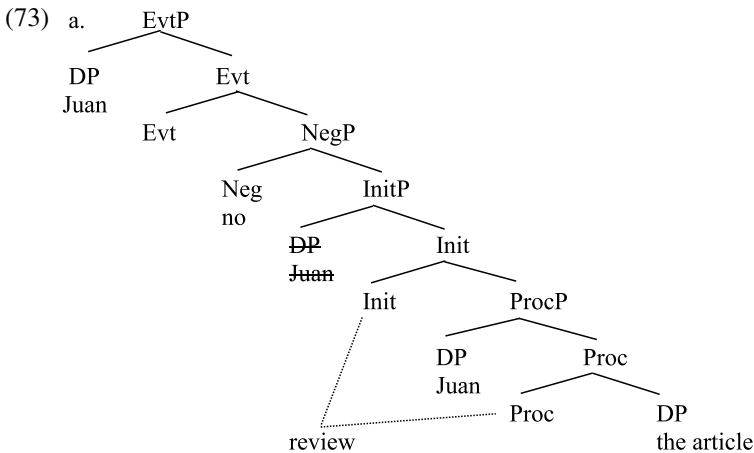 (73) a. EvtP
DP Evt
Juan
Evt NegP
Neg InitP
no
DP Init
Juan
Init ProcP
DP Proc
Juan
Proc DP
review the article